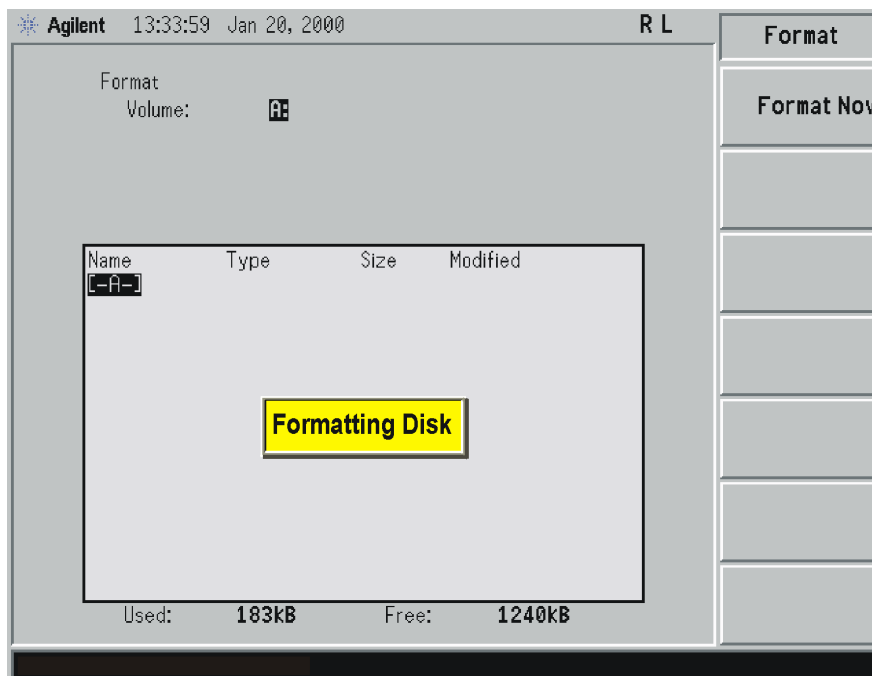 Agilent 13:33:59 Jan 20, 2000 R L
Format
Format
Volume: A:
Format Now
Name Type Size Modified
[-A-]
Formatting Disk
Used: 183kB Free: 1240kB